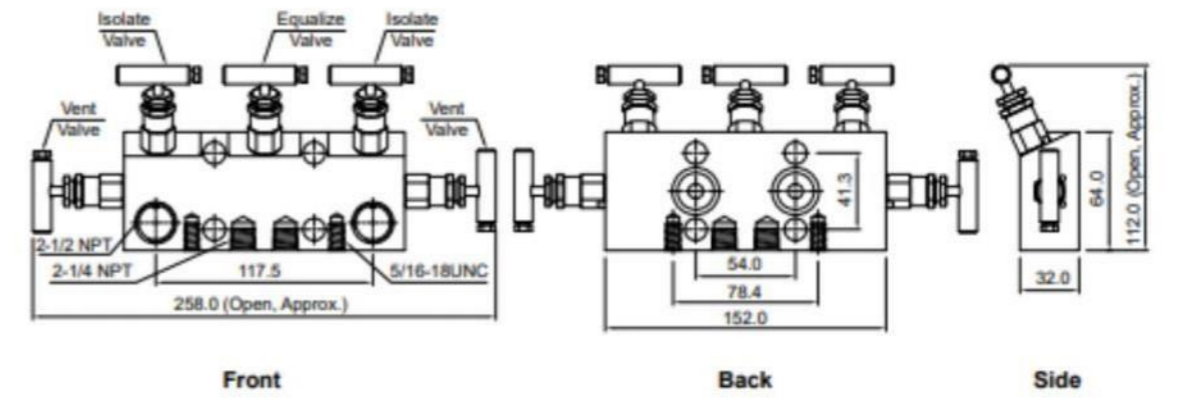 Isolate
Valve
Equalize
Valve
Isolate
Valve
Vent
Valve
Vent
Valve
2-1/2 NPT
2-1/4 NPT
117.5
5/16-18UNC
258.0 (Open, Approx.)
41.3
54.0
78.4
152.0
64.0
112.0 (Open, Approx.)
32.0
Front
Back
Side